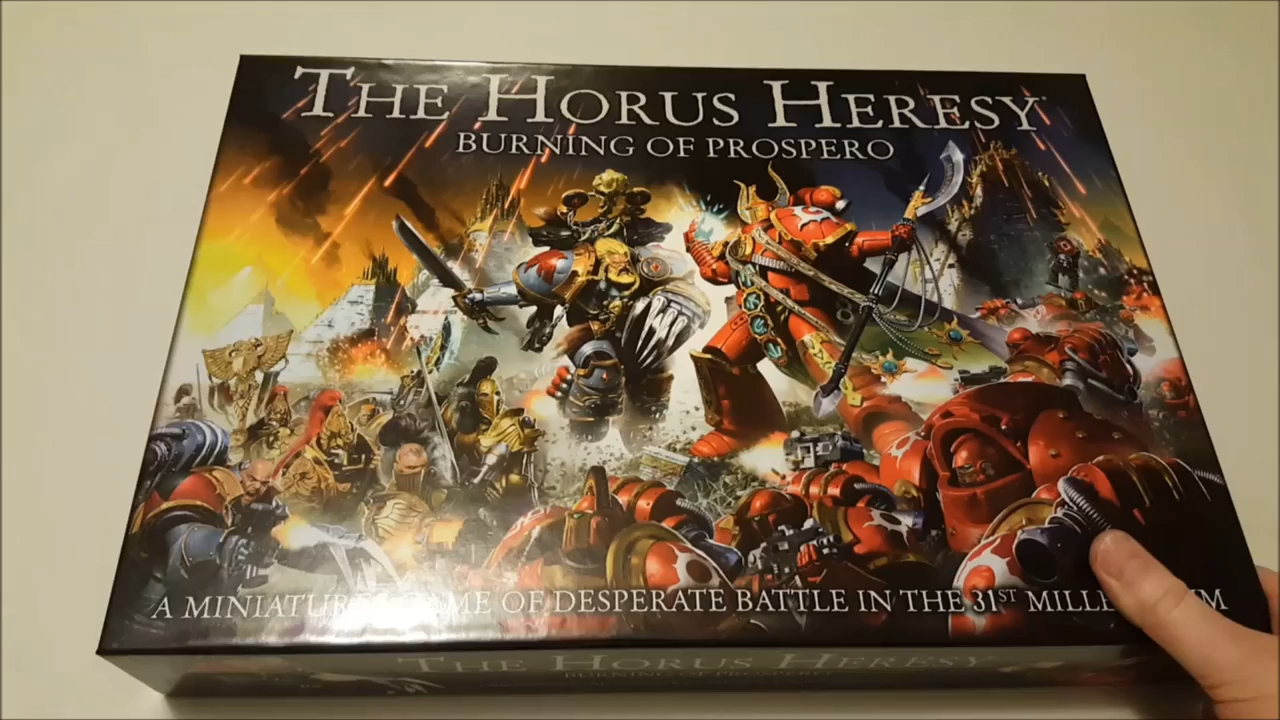 THE HORUS HERESY
BURNING OF PROSPERO
A MINIATURES GAME OF DESPERATE BATTLE IN THE 31ST MILLENNIUM
THE HORUS HERESY
BURNING OF PROSPERO